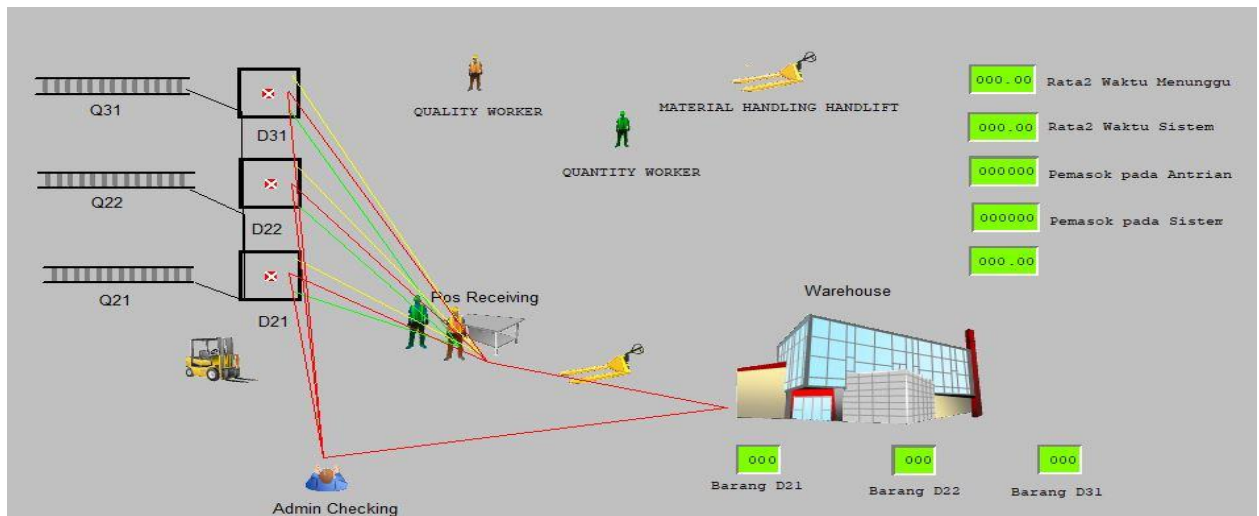 Q31
D31
QUALITY WORKER
MATERIAL HANDLING HANDLIFT
QUANTITY WORKER
000.00 Rata2 Waktu Menunggu
000.00 Rata2 Waktu Sistem
000000 Pemasok pada Antrian
000000 Pemasok pada Sistem
000.00
Q22
D22
Q21
D21
Pos Receiving
Warehouse
Admin Checking
000
Barang D21
000
Barang D22
000
Barang D31